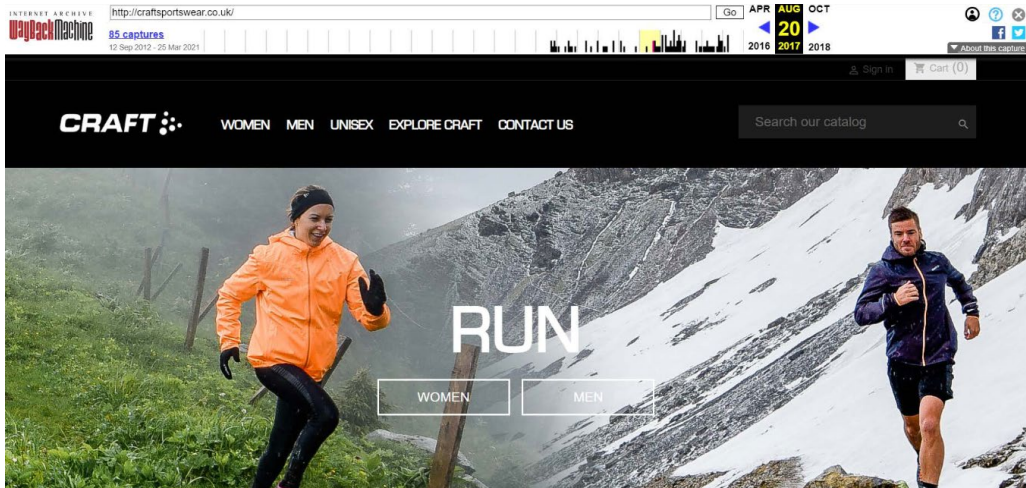 INTERNET ARCHIVE
WayBackMachine
http://craftsportswear.co.uk/
Go
APR AUG OCT
85 captures
20
12 Sep 2012 - 25 Mar 2021
2016 2017 2018
About this capture
Sign in
Cart (0)
CRAFT
WOMEN MEN UNISEX EXPLORE CRAFT CONTACT US
Search our catalog
RUN
WOMEN MEN